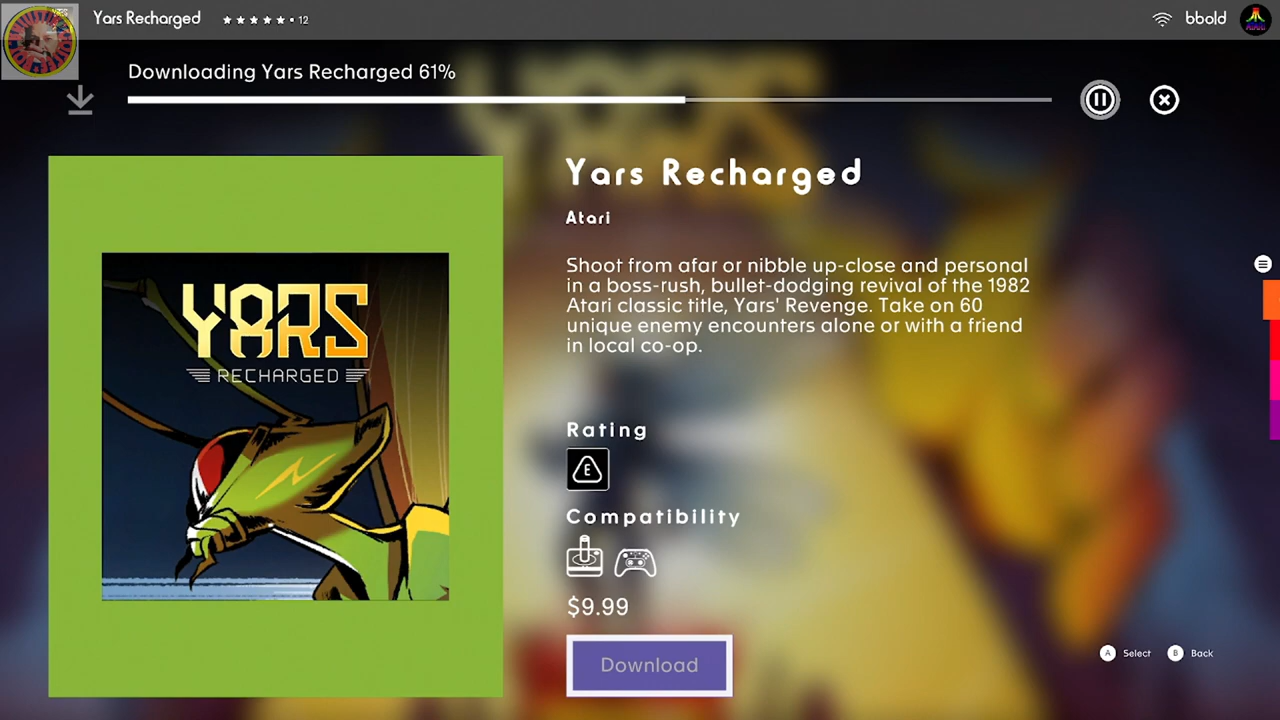 Yars Recharged
12
bbold
Downloading Yars Recharged 61%
YARS
RECHARGED
Yars Recharged
Atari
Shoot from afar or nibble up-close and personal
in a boss-rush, bullet-dodging revival of the 1982
Atari classic title, Yars' Revenge. Take on 60
unique enemy encounters alone or with a friend
in local co-op.
Rating
E
Compatibility
$9.99
Download
A Select B Back